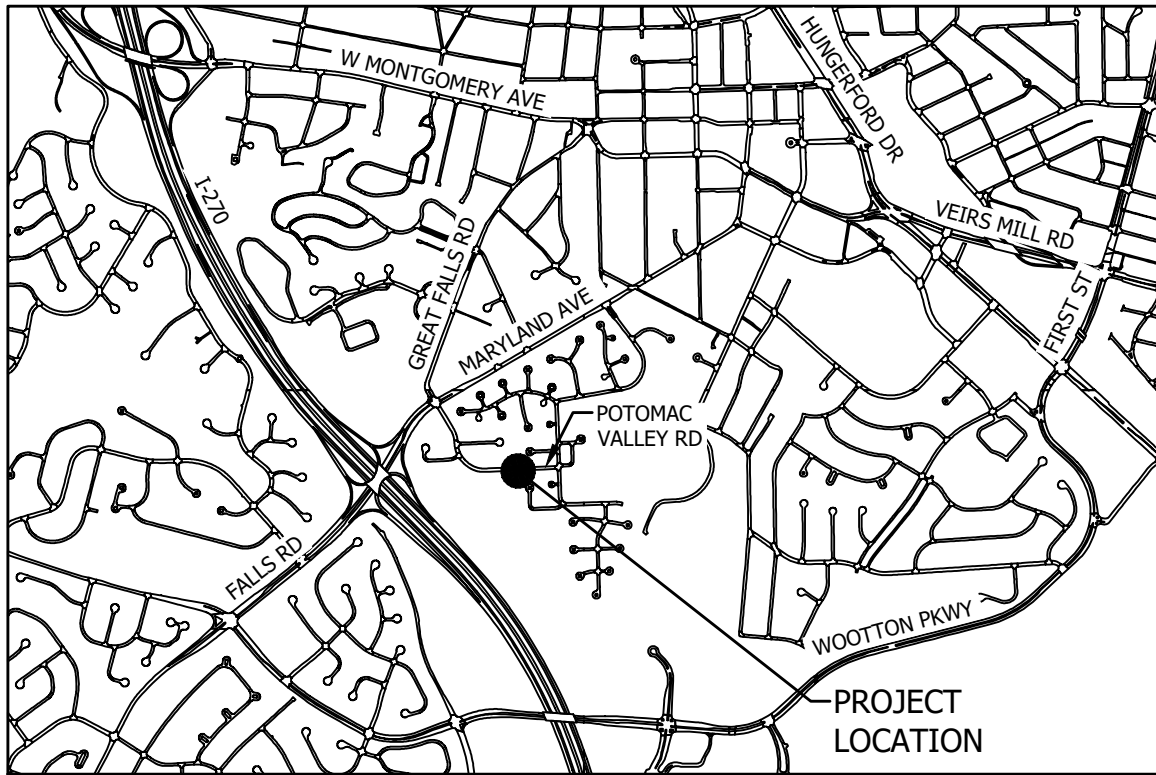 W MONTGOMERY AVE
HUNGERFORD DR
I-270
VEIRS MILL RD
GREAT FALLS RD
MARYLAND AVE
FIRST ST
POTOMAC
VALLEY RD
FALLS RD
WOOTTON PKWY
PROJECT
LOCATION